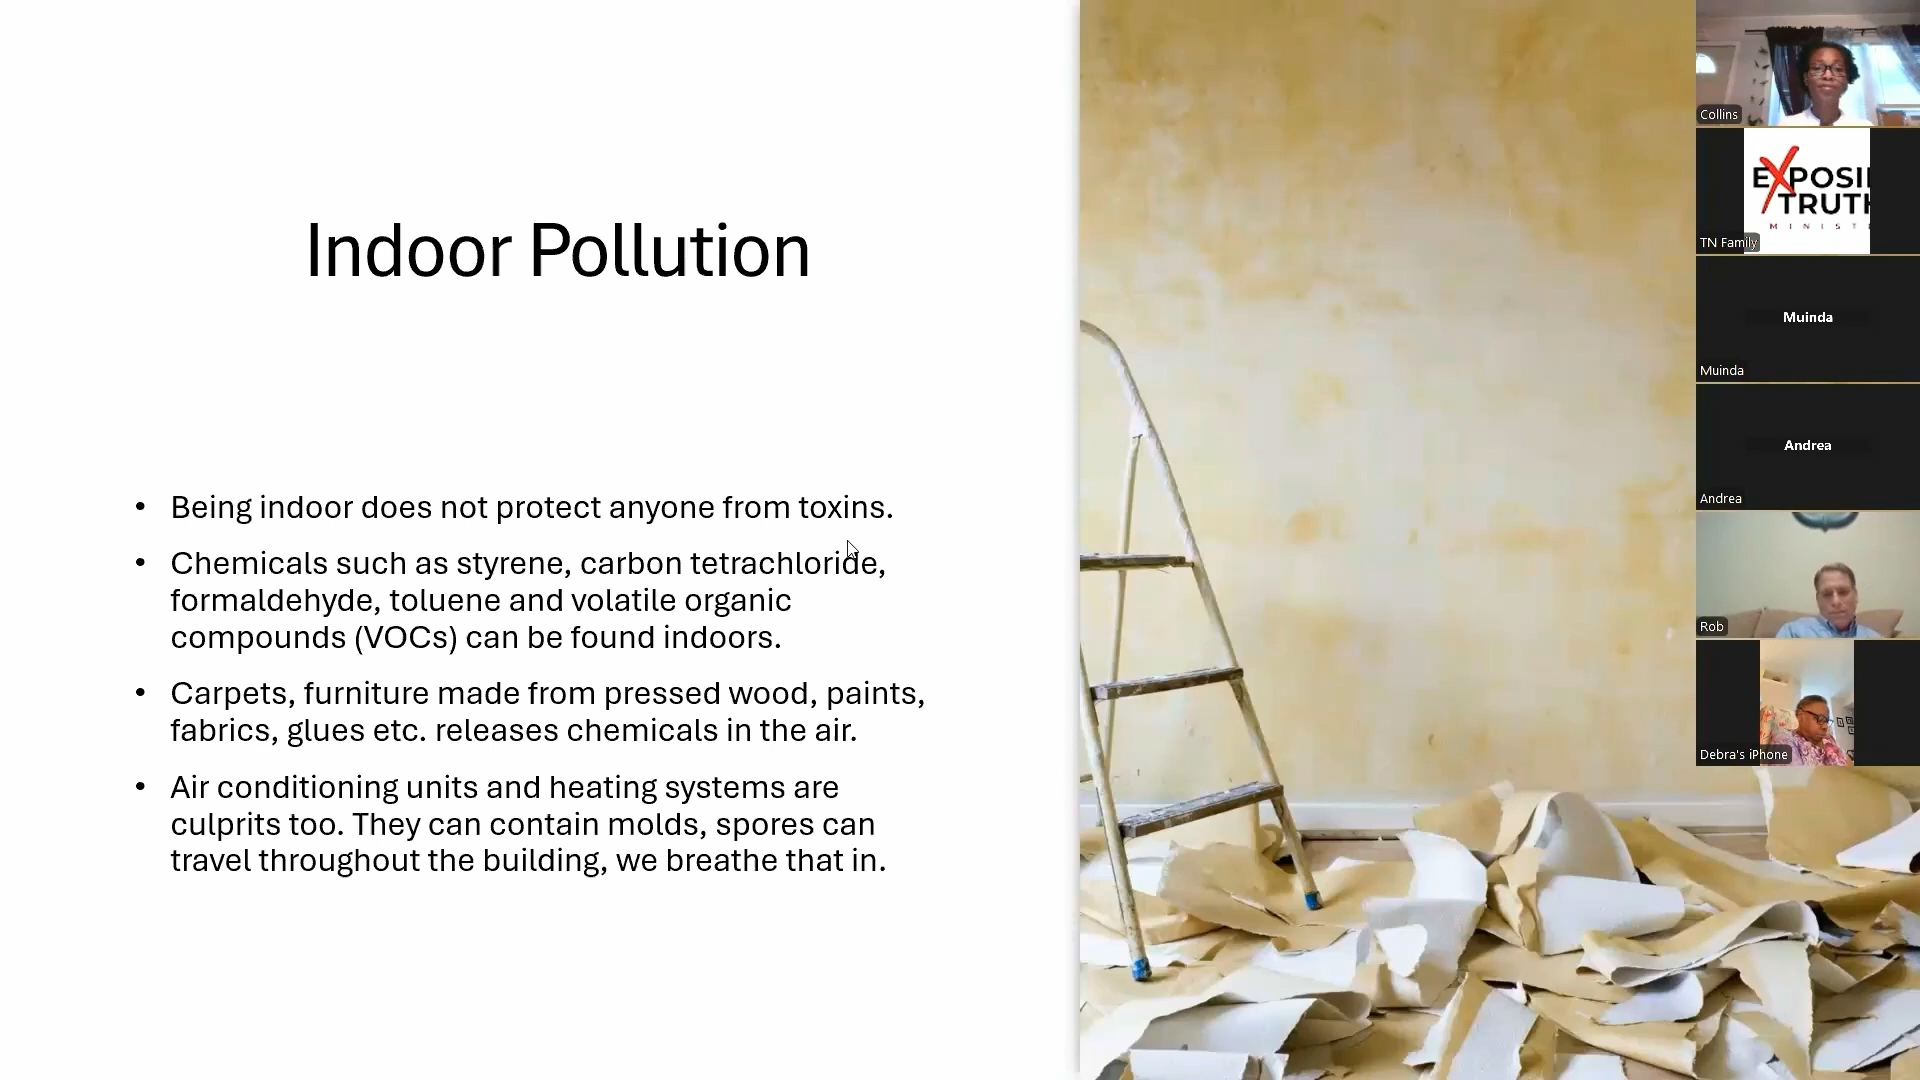 Indoor Pollution
• Being indoor does not protect anyone from toxins.
• Chemicals such as styrene, carbon tetrachloride,
formaldehyde, toluene and volatile organic
compounds (VOCs) can be found indoors.
• Carpets, furniture made from pressed wood, paints,
fabrics, glues etc. releases chemicals in the air.
• Air conditioning units and heating systems are
culprits too. They can contain molds, spores can
travel throughout the building, we breathe that in.
Collins
EXPOSI
TRUTH
MINIST
TN Family
Muinda
Muinda
Andrea
Andrea
Rob
Debra's iPhone